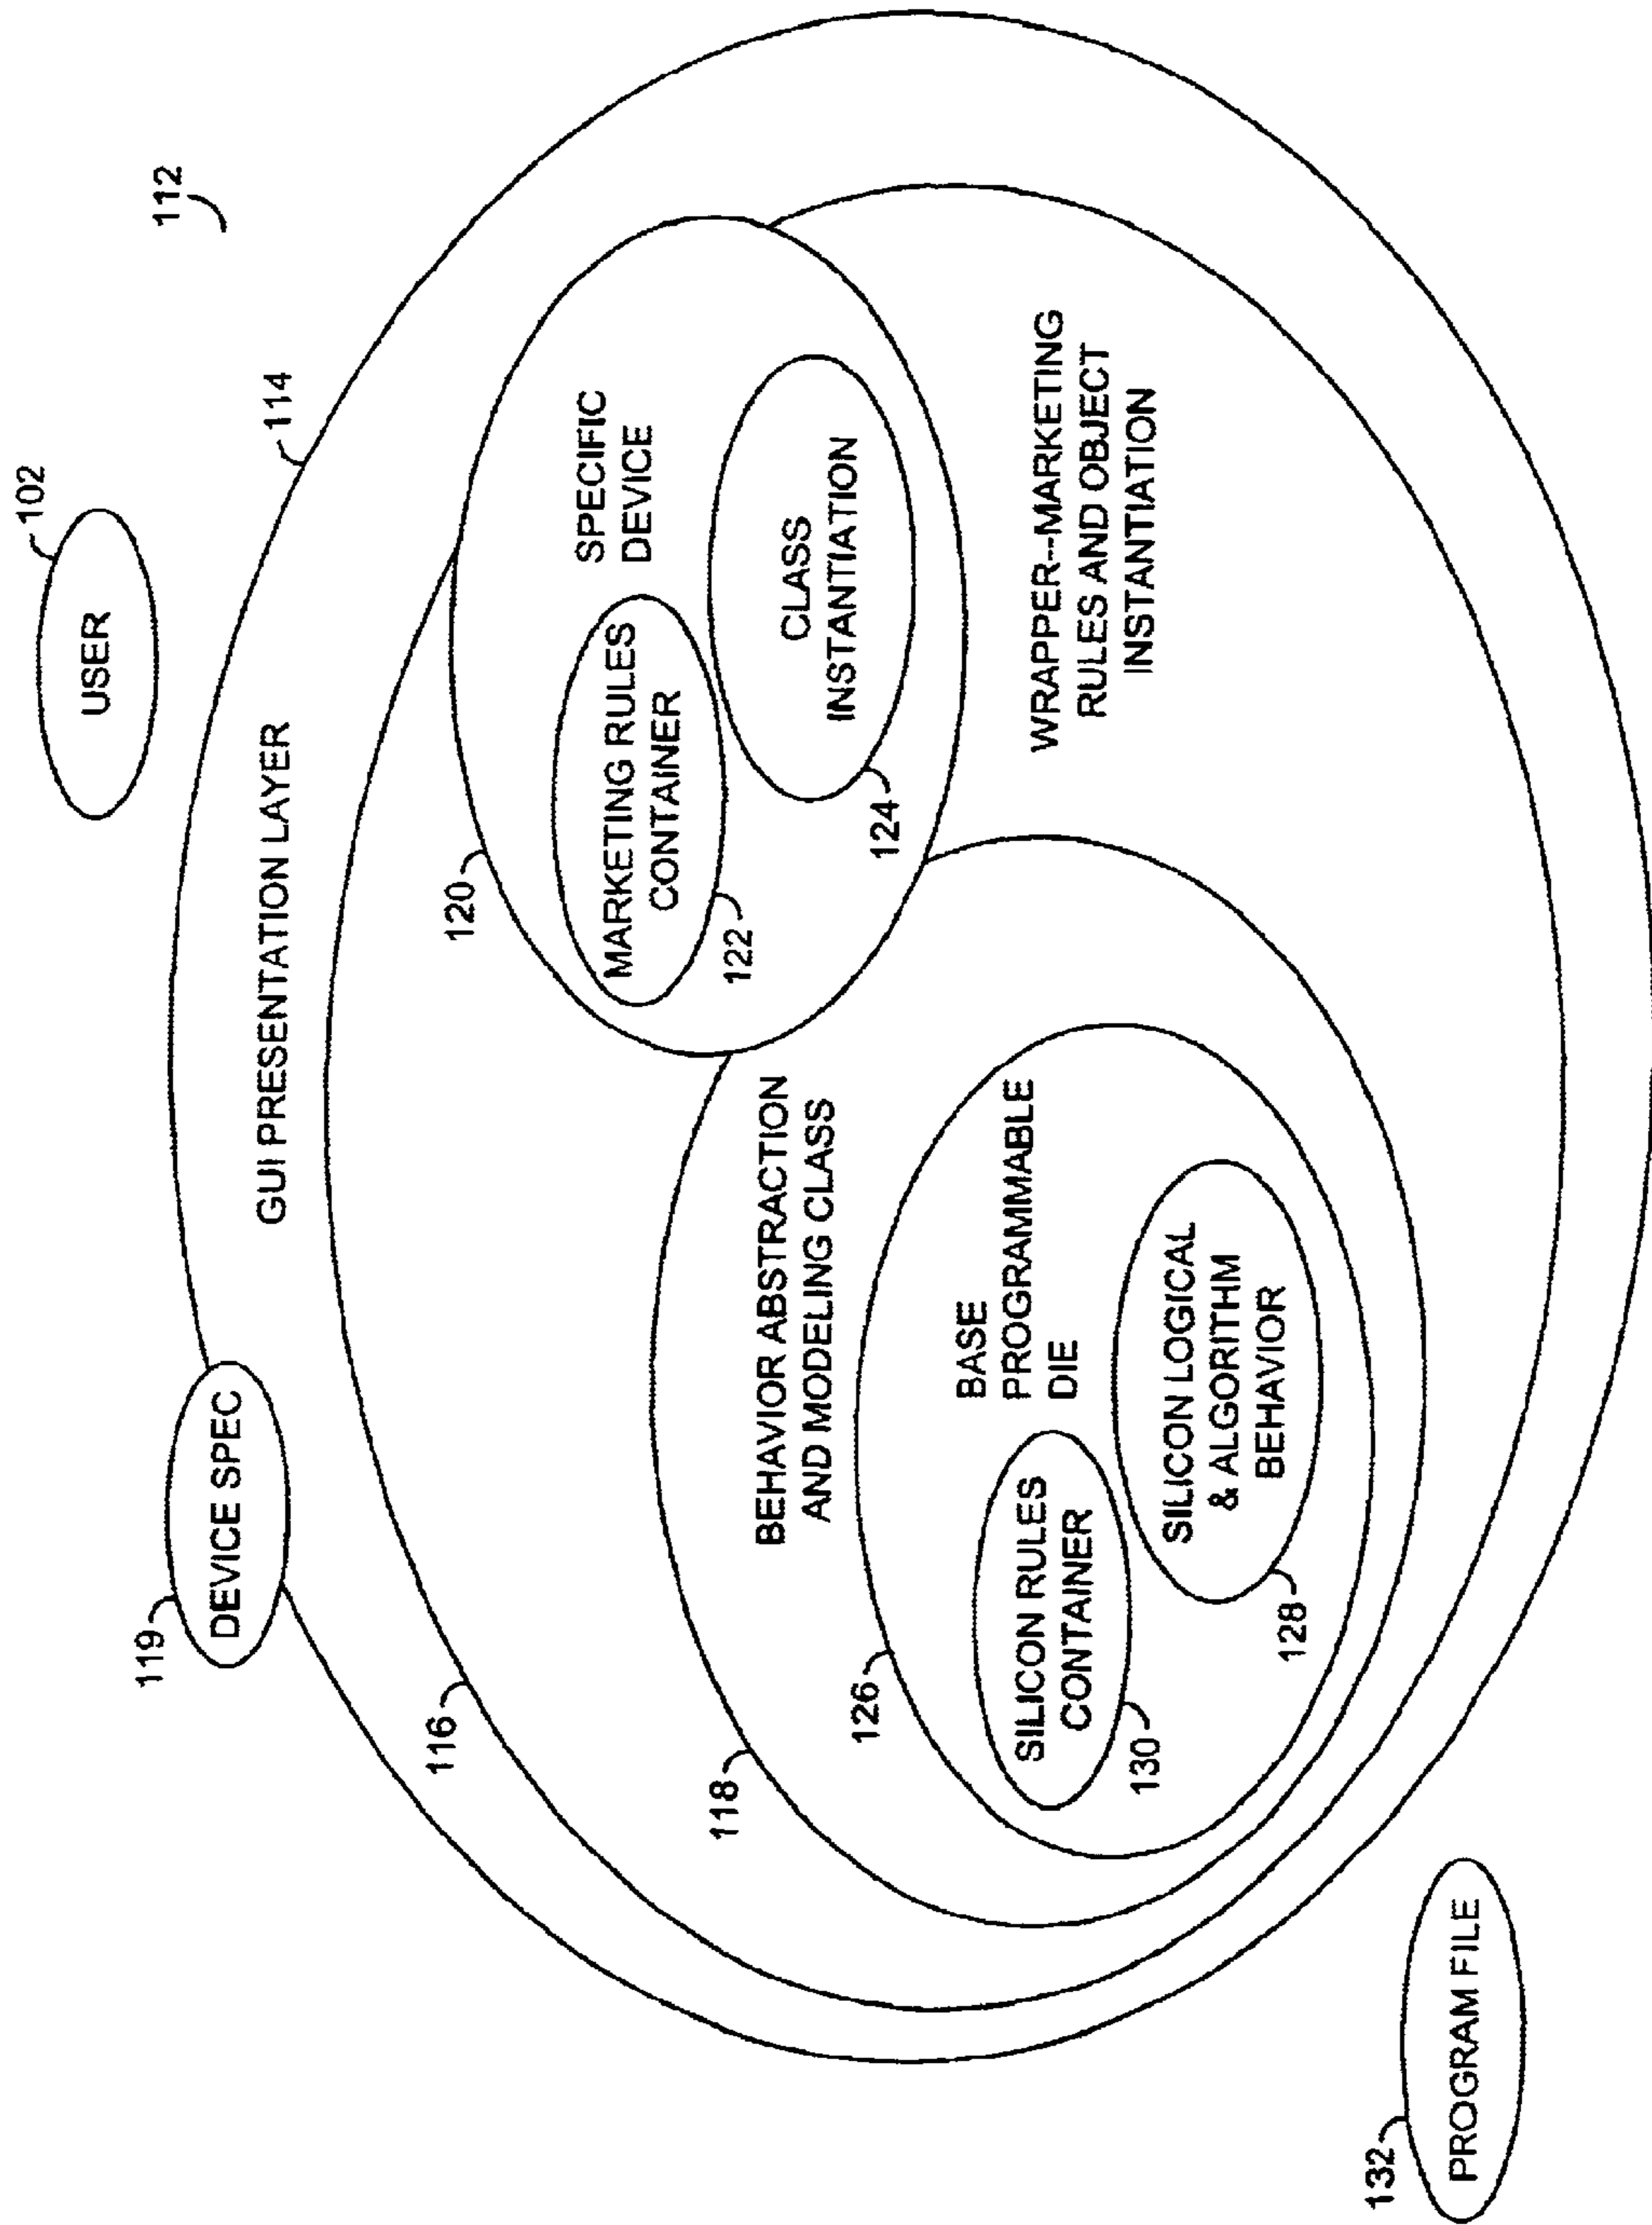 102
USER
112
114
119
DEVICE SPEC
GUI PRESENTATION LAYER
116
120
SPECIFIC
DEVICE
MARKETING RULES
CONTAINER
122
CLASS
INSTANTIATION
124
118
BEHAVIOR ABSTRACTION
AND MODELING CLASS
126
BASE
PROGRAMMABLE
DIE
SILICON RULES
CONTAINER
130
SILICON LOGICAL
& ALGORITHM
BEHAVIOR
128
WRAPPER--MARKETING
RULES AND OBJECT
INSTANTIATION
132
PROGRAM FILE